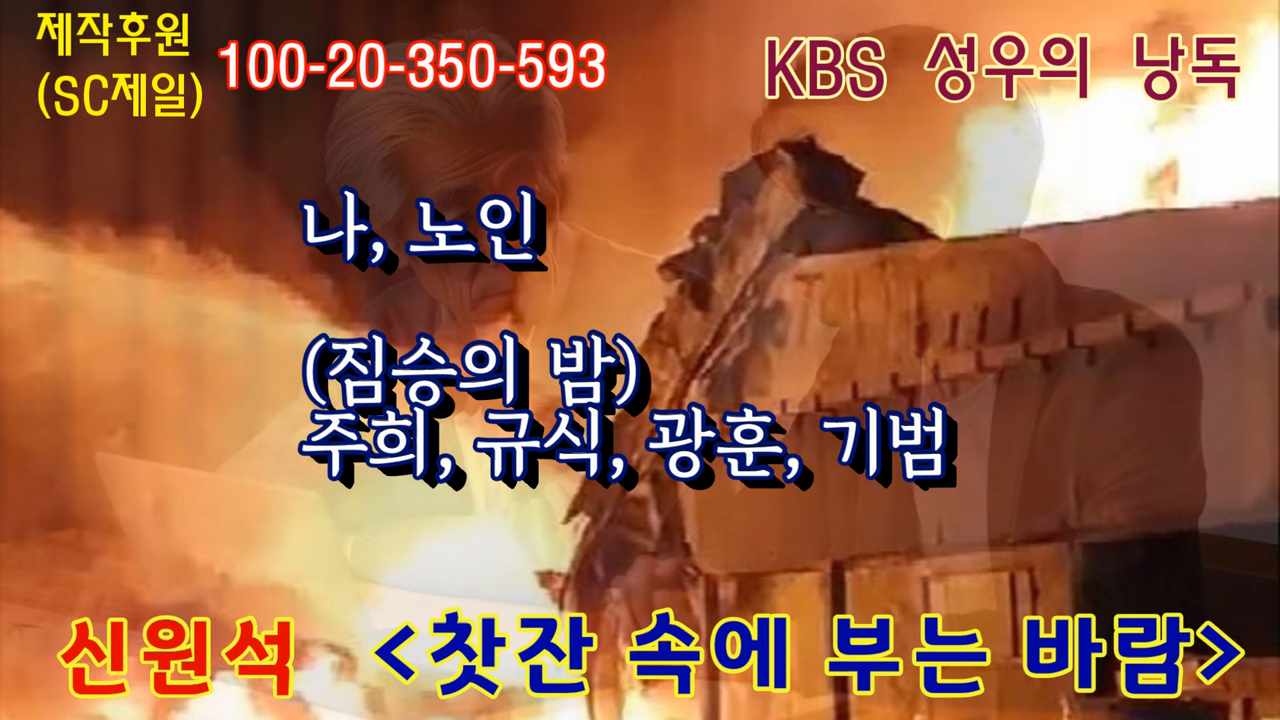 제작후원
(SC제일)
100-20-350-593
KBS 성우의 낭독
나, 노인
(짐승의 밤)
주희, 규식, 광훈, 기범
신원석 <찻잔 속에 부는 바람>